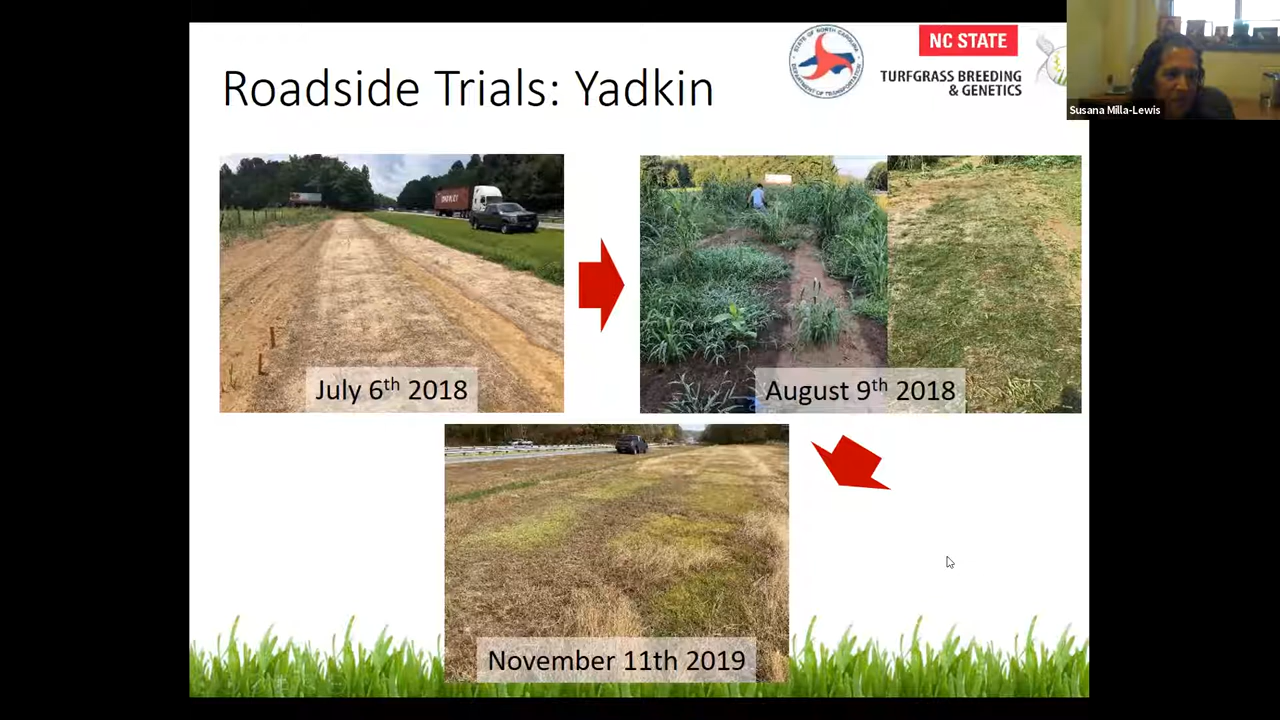 Roadside Trials: Yadkin
STATE OF NORTH CAROLINA
DEPARTMENT OF TRANSPORTATION
NC STATE
TURFGRASS BREEDING
& GENETICS
Susana Milla-Lewis
July 6th 2018
August 9th 2018
November 11th 2019